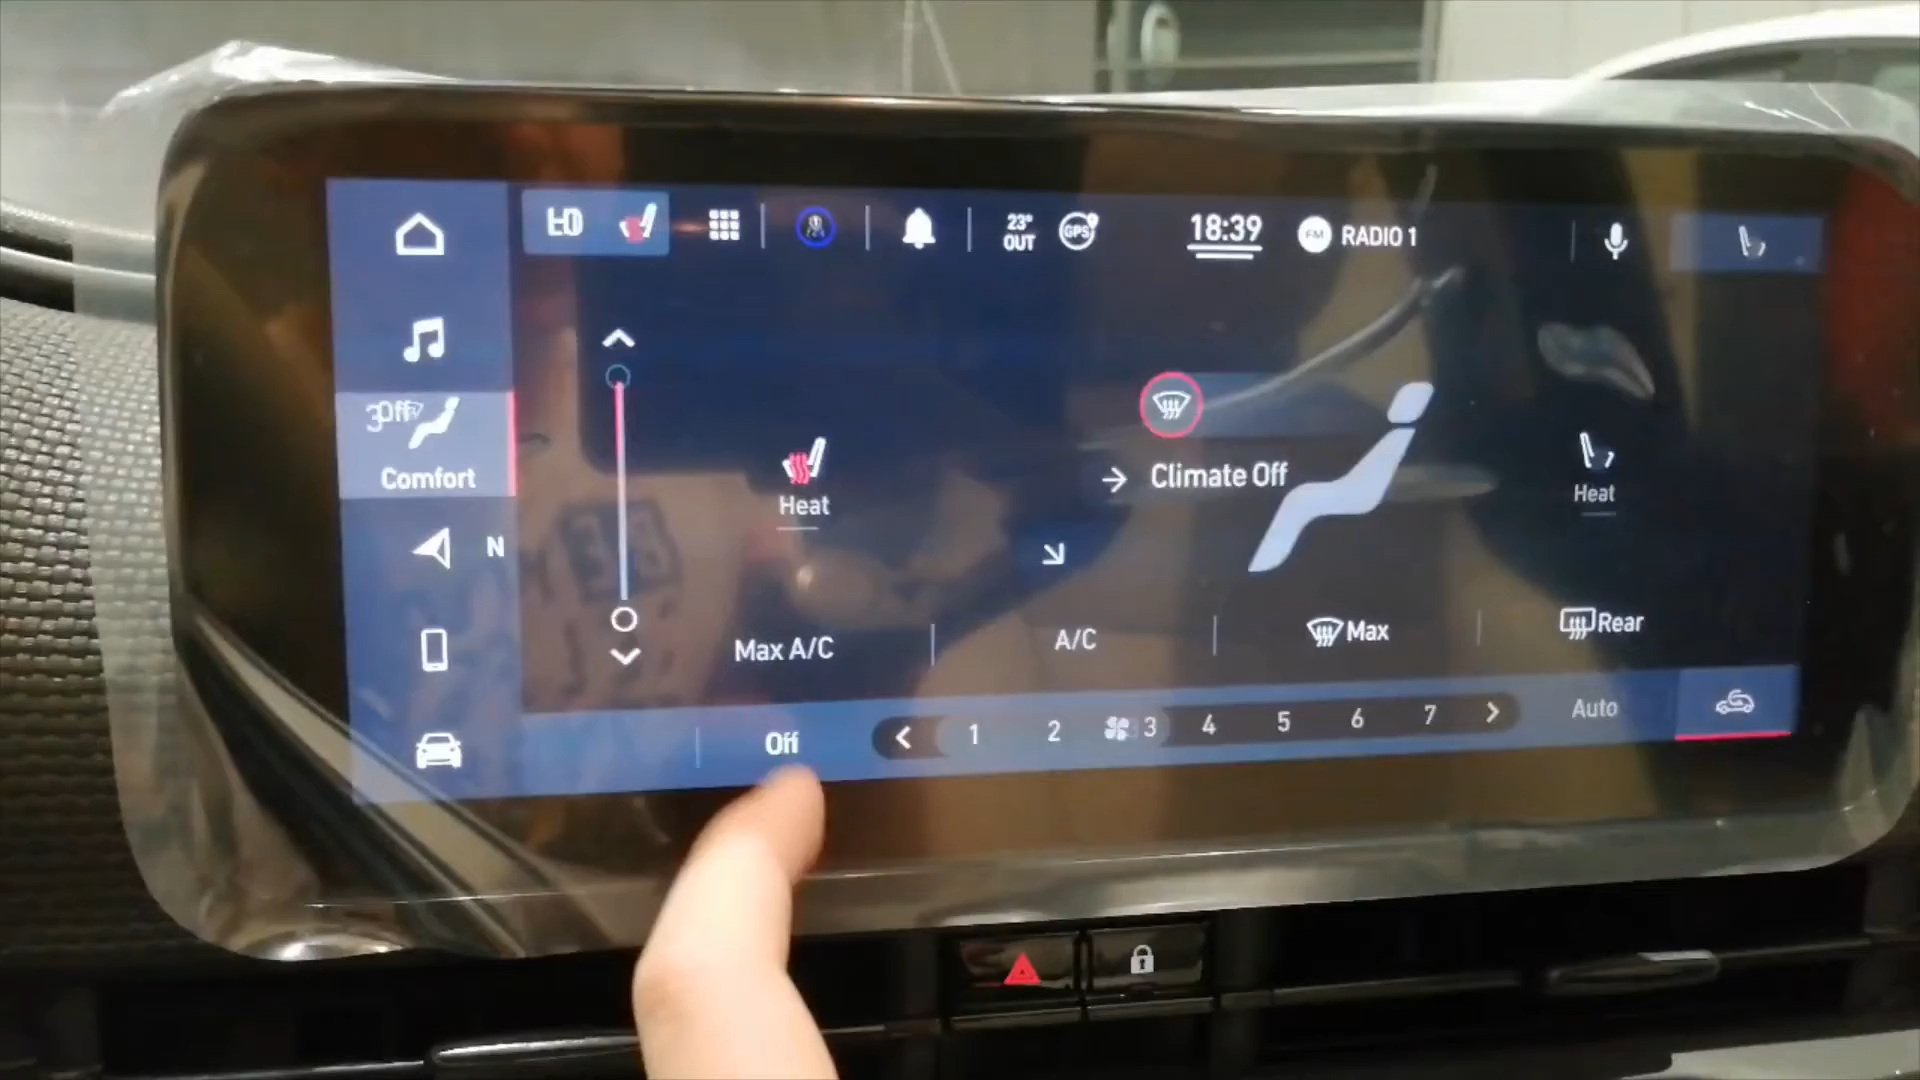 23°
OUT
GPS
18:39
FM RADIO 1
Off
Comfort
N
Heat
Climate Off
Heat
Max A/C
A/C
Max
Rear
Off
1 2 3 4 5 6 7
Auto